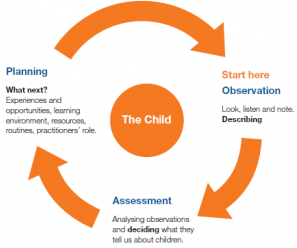 Start here
Observation
Look, listen and note.
Describing
Assessment
Analysing observations
and deciding what they
tell us about children.
Planning
What next?
Experiences and
opportunities, learning
environment, resources,
routines, practitioners' role.
The Child